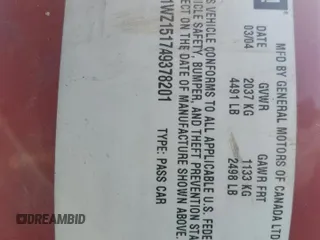 MFD BY GENERAL MOTORS OF CANADA LTD
DATE GVWR GAWR FRT
03/04 2037 KG 1133 KG
4491 LB 2498 LB
S VEHICLE CONFORMS TO ALL APPLICABLE U.S. FEDE
ICLE SAFETY, BUMPER, AND THEFT PREVENTION STA
ECT ON THE DATE OF MANUFACTURE SHOWN ABOVE.
1WZ151749378201 TYPE: PASS CAR
DREAMBID